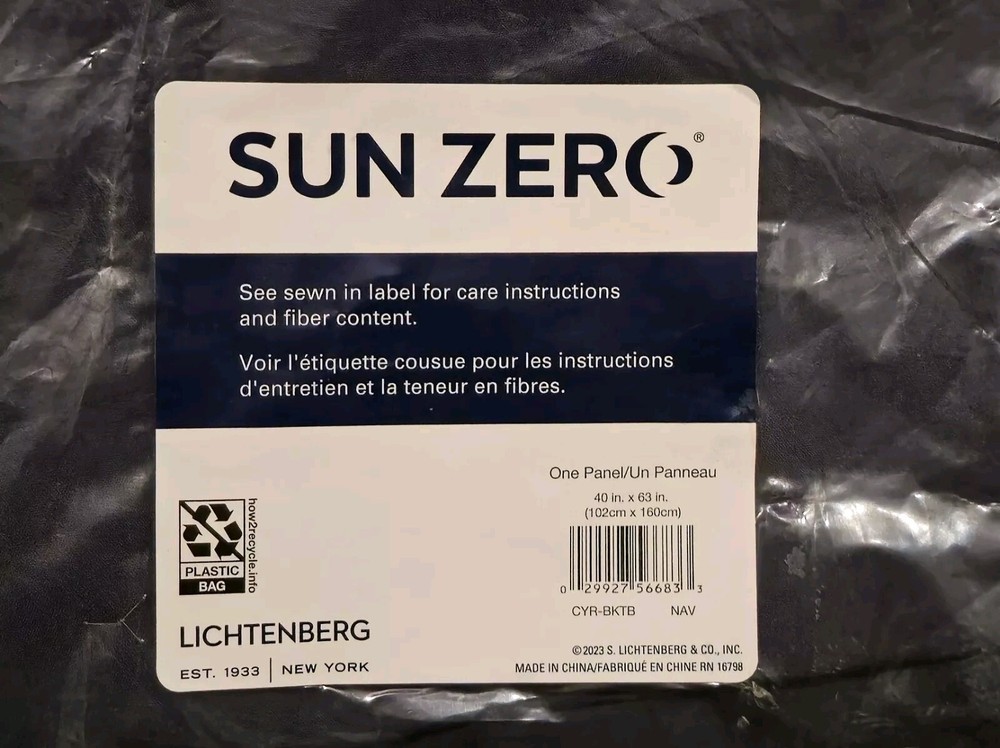 SUN ZERO®
See sewn in label for care instructions
and fiber content.
Voir l'étiquette cousue pour les instructions
d'entretien et la teneur en fibres.
One Panel/Un Panneau
40 in. x 63 in.
(102cm x 160cm)
0 29927 56683 3
CYR-BKTB NAV
how2recycle.info
PLASTIC
BAG
LICHTENBERG
EST. 1933 | NEW YORK
©2023 S. LICHTENBERG & CO., INC.
MADE IN CHINA/FABRIQUÉ EN CHINE RN 16798